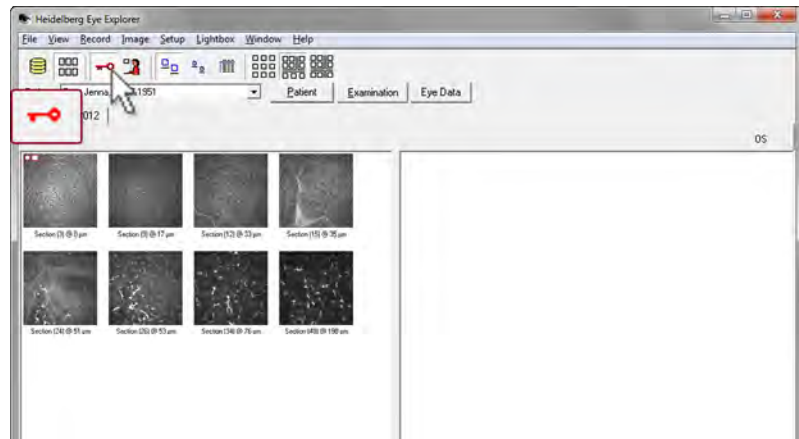 Heidelberg Eye Explorer
File View Record Image Setup Lightbox Window Help
Jenna 1951 Patient Examination Eye Data
012
OS
Section (3) @ 0 µm Section (9) @ 17 µm Section (12) @ 33 µm Section (15) @ 35 µm
Section (24) @ 51 µm Section (26) @ 53 µm Section (34) @ 76 µm Section (49) @ 198 µm